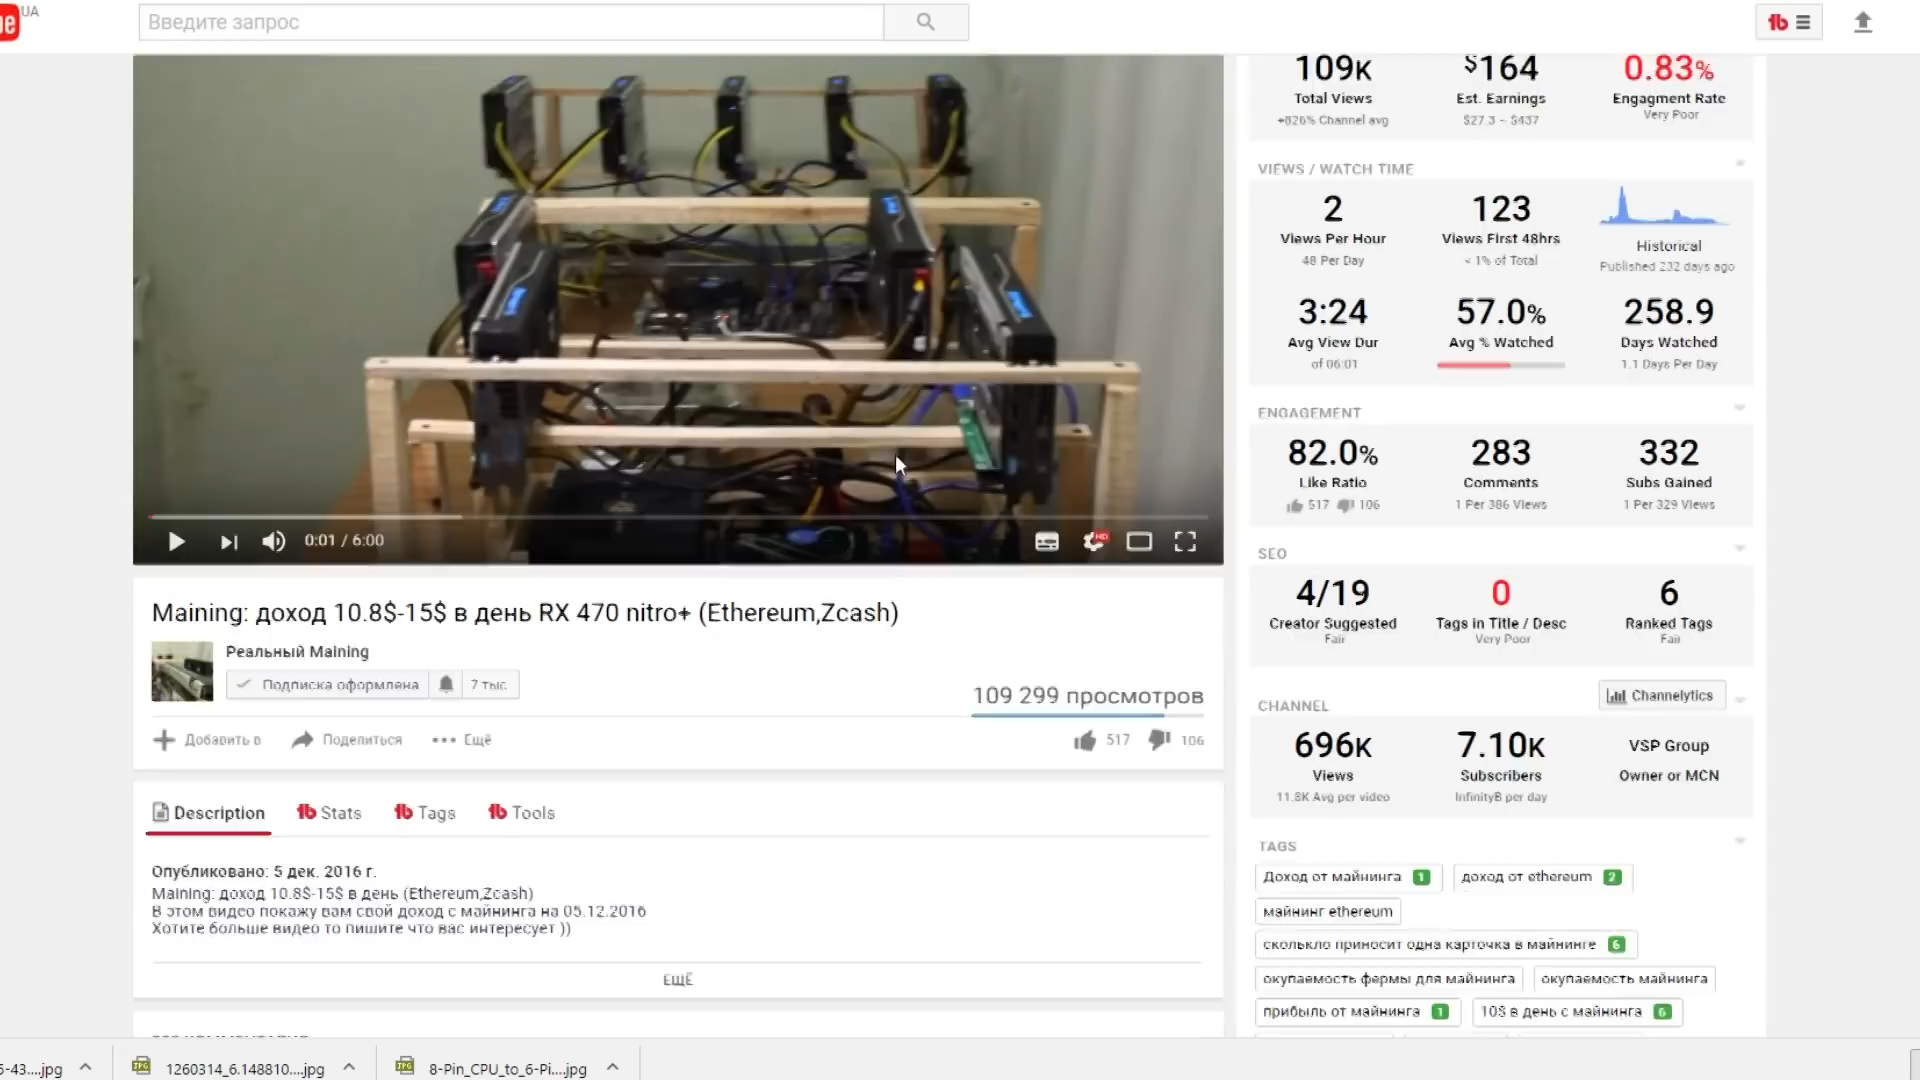 UA
Введите запрос
109K
$164
0.83%
Total Views
Est. Earnings
Engagment Rate
+826% Channel avg
$27.3 ~ $437
Very Poor
VIEWS / WATCH TIME
2
123
Views Per Hour
Views First 48hrs
Historical
48 Per Day
< 1% of Total
Published 232 days ago
3:24
57.0%
258.9
Avg View Dur
Avg % Watched
Days Watched
of 06:01
1.1 Days Per Day
ENGAGEMENT
82.0%
283
332
Like Ratio
Comments
Subs Gained
517 106
1 Per 386 Views
1 Per 329 Views
0:01 / 6:00
HD
SEO
4/19
0
6
Creator Suggested
Tags in Title / Desc
Ranked Tags
Fair
Very Poor
Fair
Maining: доход 10.8$-15$ в день RX 470 nitro+ (Ethereum,Zcash)
Реальный Maining
Подписка оформлена
7 тыс.
109 299 просмотров
Добавить в
Поделиться
Ещё
517
106
CHANNEL
Channelytics
696K
7.10K
VSP Group
Views
Subscribers
Owner or MCN
11.8K Avg per video
InfinityB per day
Description
Stats
Tags
Tools
Опубликовано: 5 дек. 2016 г.
Maining: доход 10.8$-15$ в день (Ethereum,Zcash)
В этом видео покажу вам свой доход с майнинга на 05.12.2016
Хотите больше видео то пишите что вас интересует ))
ЕЩЁ
TAGS
Доход от майнинга 1
доход от ethereum 2
майнинг ethereum
сколькло приносит одна карточка в майнинге 6
окупаемость фермы для майнинга
окупаемость майнинга
прибыль от майнинга 1
10$ в день с майнинга 6
5-43....jpg
1260314_6.148810....jpg
8-Pin_CPU_to_6-Pi....jpg